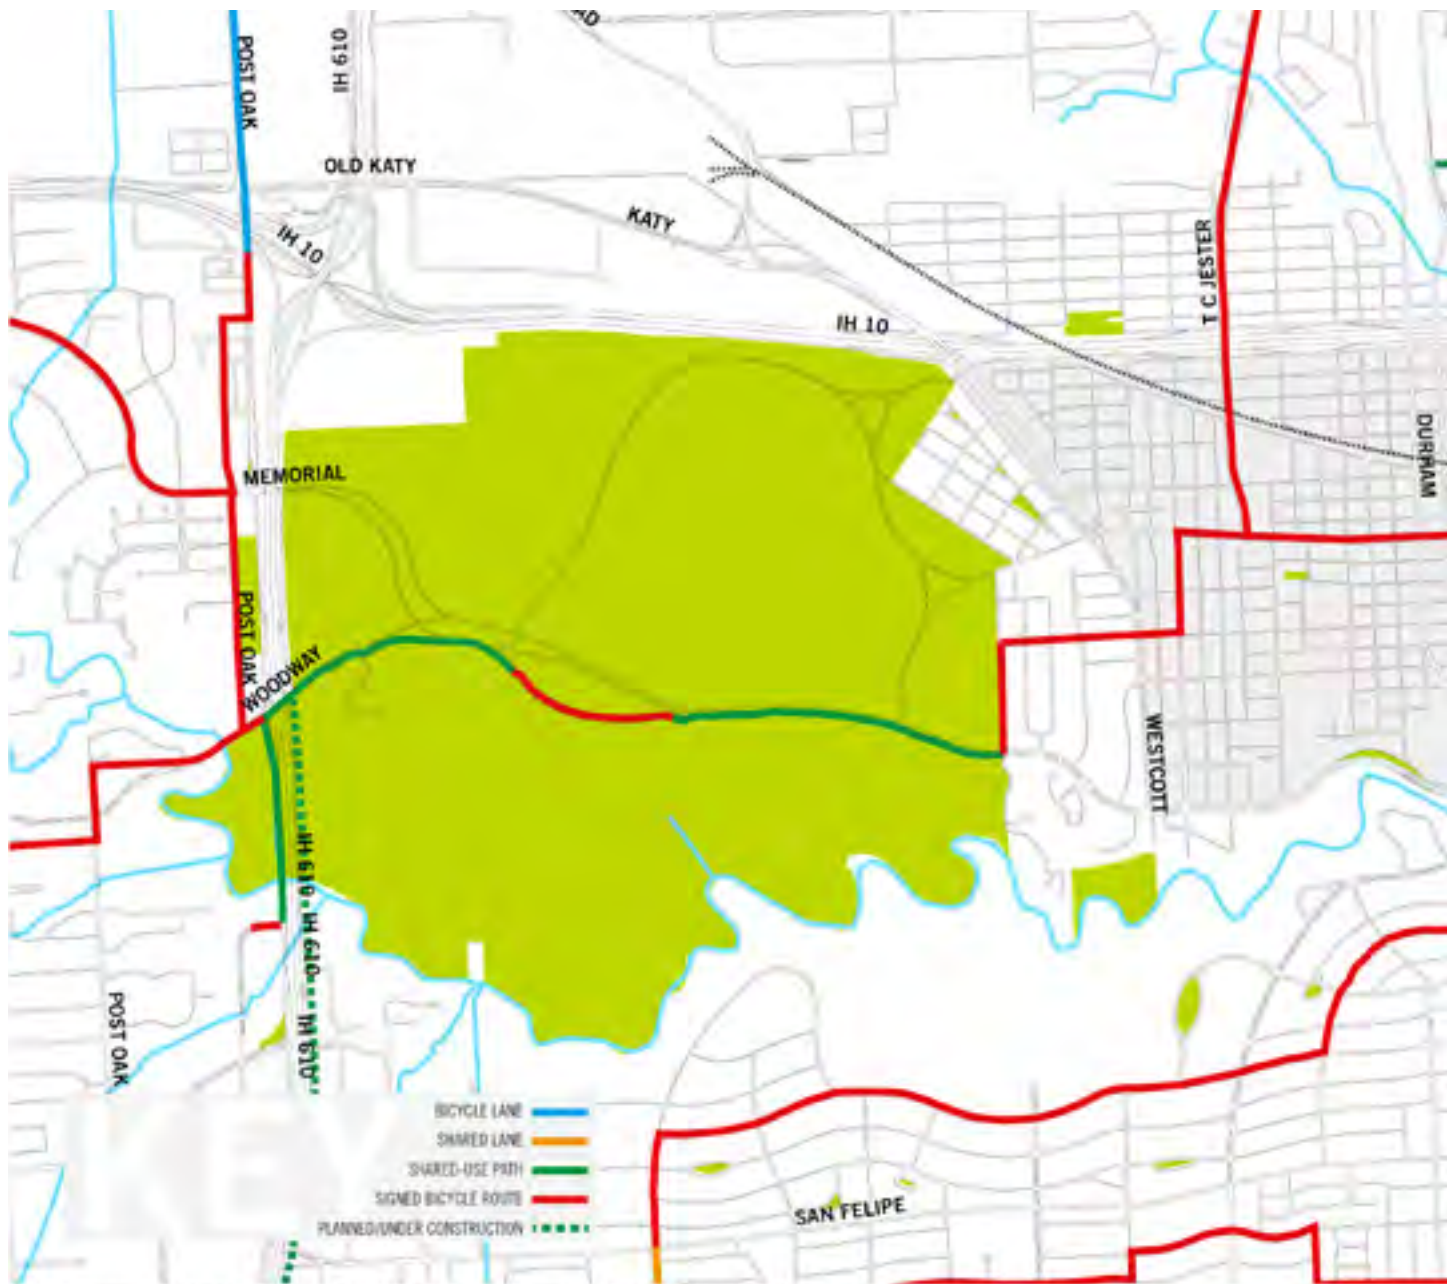 AD
POST OAK
IH 610
OLD KATY
KATY
IH 10
IH 10
T C JESTER
DURHAM
MEMORIAL
POST OAK
WOODWAY
WESTCOTT
IH 610
IH 610
IH 610
POST OAK
KEY
BICYCLE LANE
SHARED LANE
SHARED-USE PATH
SIGNED BICYCLE ROUTE
PLANNED/UNDER CONSTRUCTION
SAN FELIPE